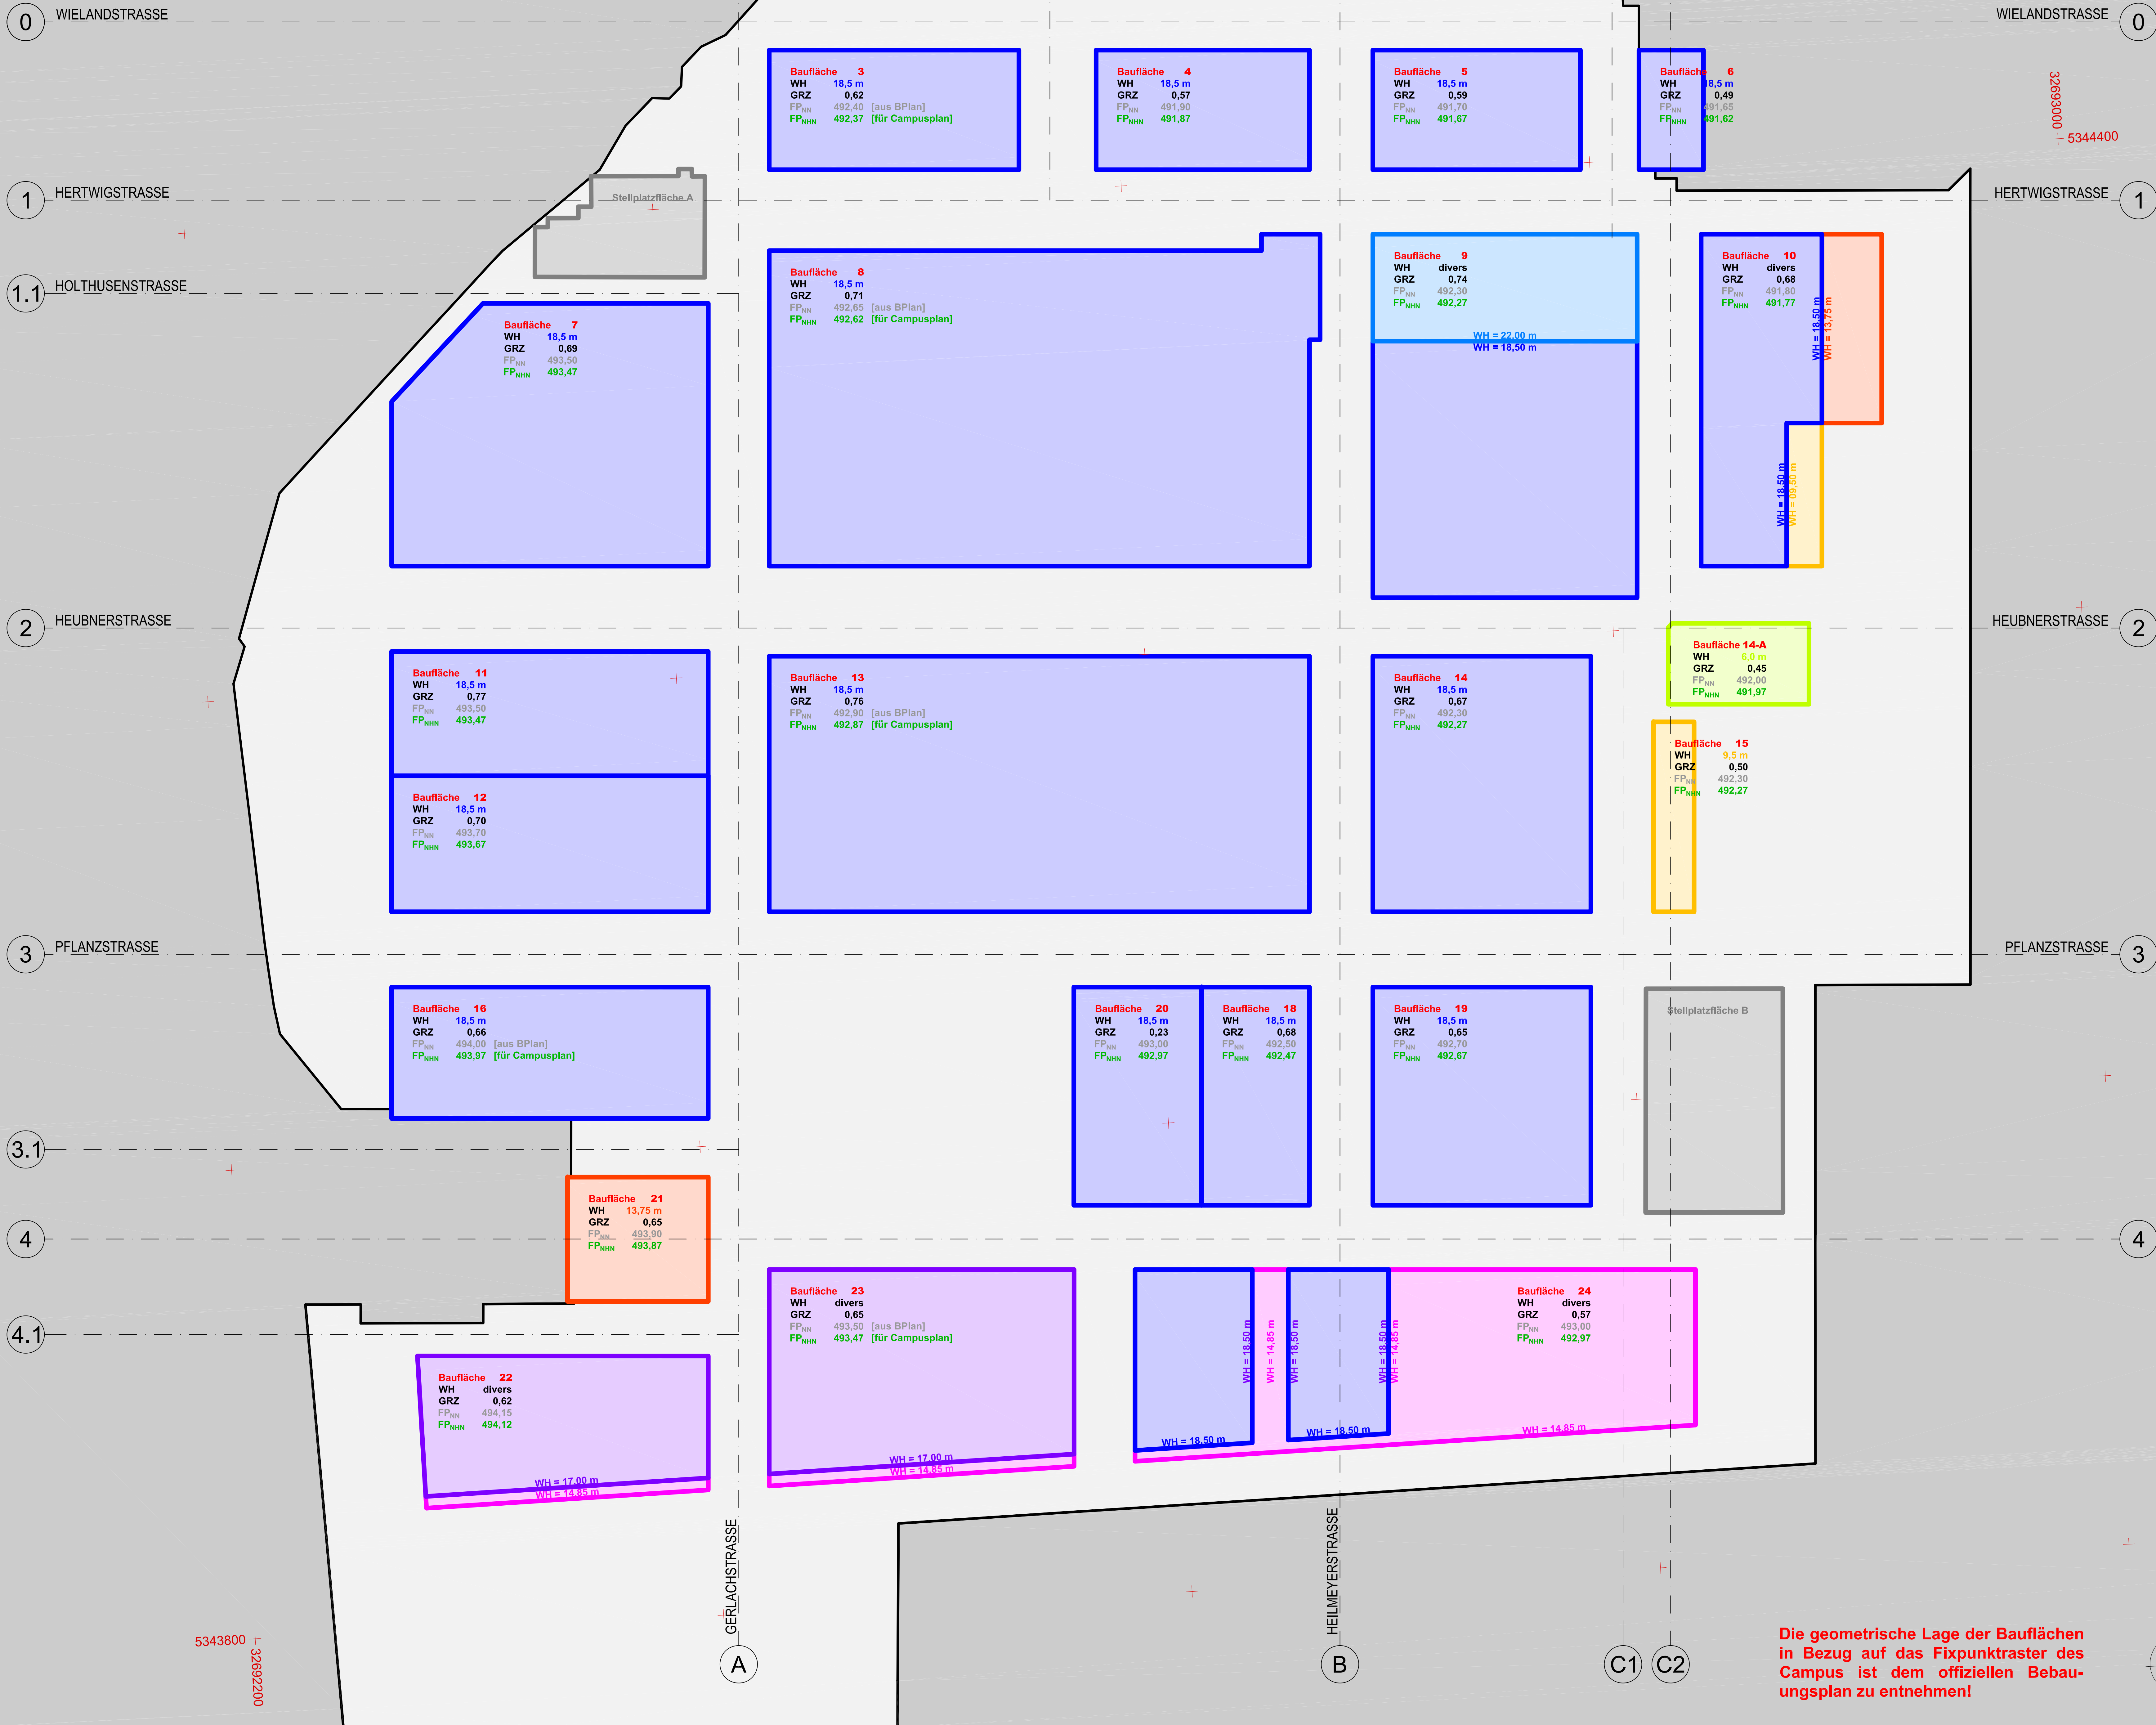 0 WIELANDSTRASSE
WIELANDSTRASSE 0
Baufläche 3
WH 18,5 m
GRZ 0,62
FPNN 492,40 [aus BPlan]
FPNHN 492,37 [für Campusplan]
Baufläche 4
WH 18,5 m
GRZ 0,57
FPNN 491,90
FPNHN 491,87
Baufläche 5
WH 18,5 m
GRZ 0,59
FPNN 491,70
FPNHN 491,67
Baufläche 6
WH 18,5 m
GRZ 0,49
FPNN 491,65
FPNHN 491,62
32693000
5344400
1 HERTWIGSTRASSE
Stellplatzfläche A
HERTWIGSTRASSE 1
1.1 HOLTHUSENSTRASSE
Baufläche 7
WH 18,5 m
GRZ 0,69
FPNN 493,50
FPNHN 493,47
Baufläche 8
WH 18,5 m
GRZ 0,71
FPNN 492,65 [aus BPlan]
FPNHN 492,62 [für Campusplan]
Baufläche 9
WH divers
GRZ 0,74
FPNN 492,30
FPNHN 492,27
WH = 22,00 m
WH = 18,50 m
Baufläche 10
WH divers
GRZ 0,68
FPNN 491,80
FPNHN 491,77
WH = 18,50 m
WH = 13,75 m
WH = 18,50 m
WH = 09,50 m
2 HEUBNERSTRASSE
HEUBNERSTRASSE 2
Baufläche 11
WH 18,5 m
GRZ 0,77
FPNN 493,50
FPNHN 493,47
Baufläche 12
WH 18,5 m
GRZ 0,70
FPNN 493,70
FPNHN 493,67
Baufläche 13
WH 18,5 m
GRZ 0,76
FPNN 492,90 [aus BPlan]
FPNHN 492,87 [für Campusplan]
Baufläche 14
WH 18,5 m
GRZ 0,67
FPNN 492,30
FPNHN 492,27
Baufläche 14-A
WH 6,0 m
GRZ 0,45
FPNN 492,00
FPNHN 491,97
Baufläche 15
WH 9,5 m
GRZ 0,50
FPNN 492,30
FPNHN 492,27
3 PFLANZSTRASSE
PFLANZSTRASSE 3
Baufläche 16
WH 18,5 m
GRZ 0,66
FPNN 494,00 [aus BPlan]
FPNHN 493,97 [für Campusplan]
Baufläche 20
WH 18,5 m
GRZ 0,23
FPNN 493,00
FPNHN 492,97
Baufläche 18
WH 18,5 m
GRZ 0,68
FPNN 492,50
FPNHN 492,47
Baufläche 19
WH 18,5 m
GRZ 0,65
FPNN 492,70
FPNHN 492,67
Stellplatzfläche B
3.1
Baufläche 21
WH 13,75 m
GRZ 0,65
FPNN 493,90
FPNHN 493,87
4
4
4.1
Baufläche 22
WH divers
GRZ 0,62
FPNN 494,15
FPNHN 494,12
WH = 17,00 m
WH = 14,85 m
Baufläche 23
WH divers
GRZ 0,65
FPNN 493,50 [aus BPlan]
FPNHN 493,47 [für Campusplan]
WH = 17,00 m
WH = 14,85 m
Baufläche 24
WH divers
GRZ 0,57
FPNN 493,00
FPNHN 492,97
WH = 18,50 m
WH = 14,85 m
WH = 18,50 m
WH = 18,50 m
WH = 14,85 m
WH = 18,50 m
WH = 18,50 m
WH = 14,85 m
GERLACHSTRASSE
HEILMEYERSTRASSE
5343800
32692200
A
B
C1
C2
Die geometrische Lage der Bauflächen
in Bezug auf das Fixpunktraster des
Campus ist dem offiziellen Bebau-
ungsplan zu entnehmen!